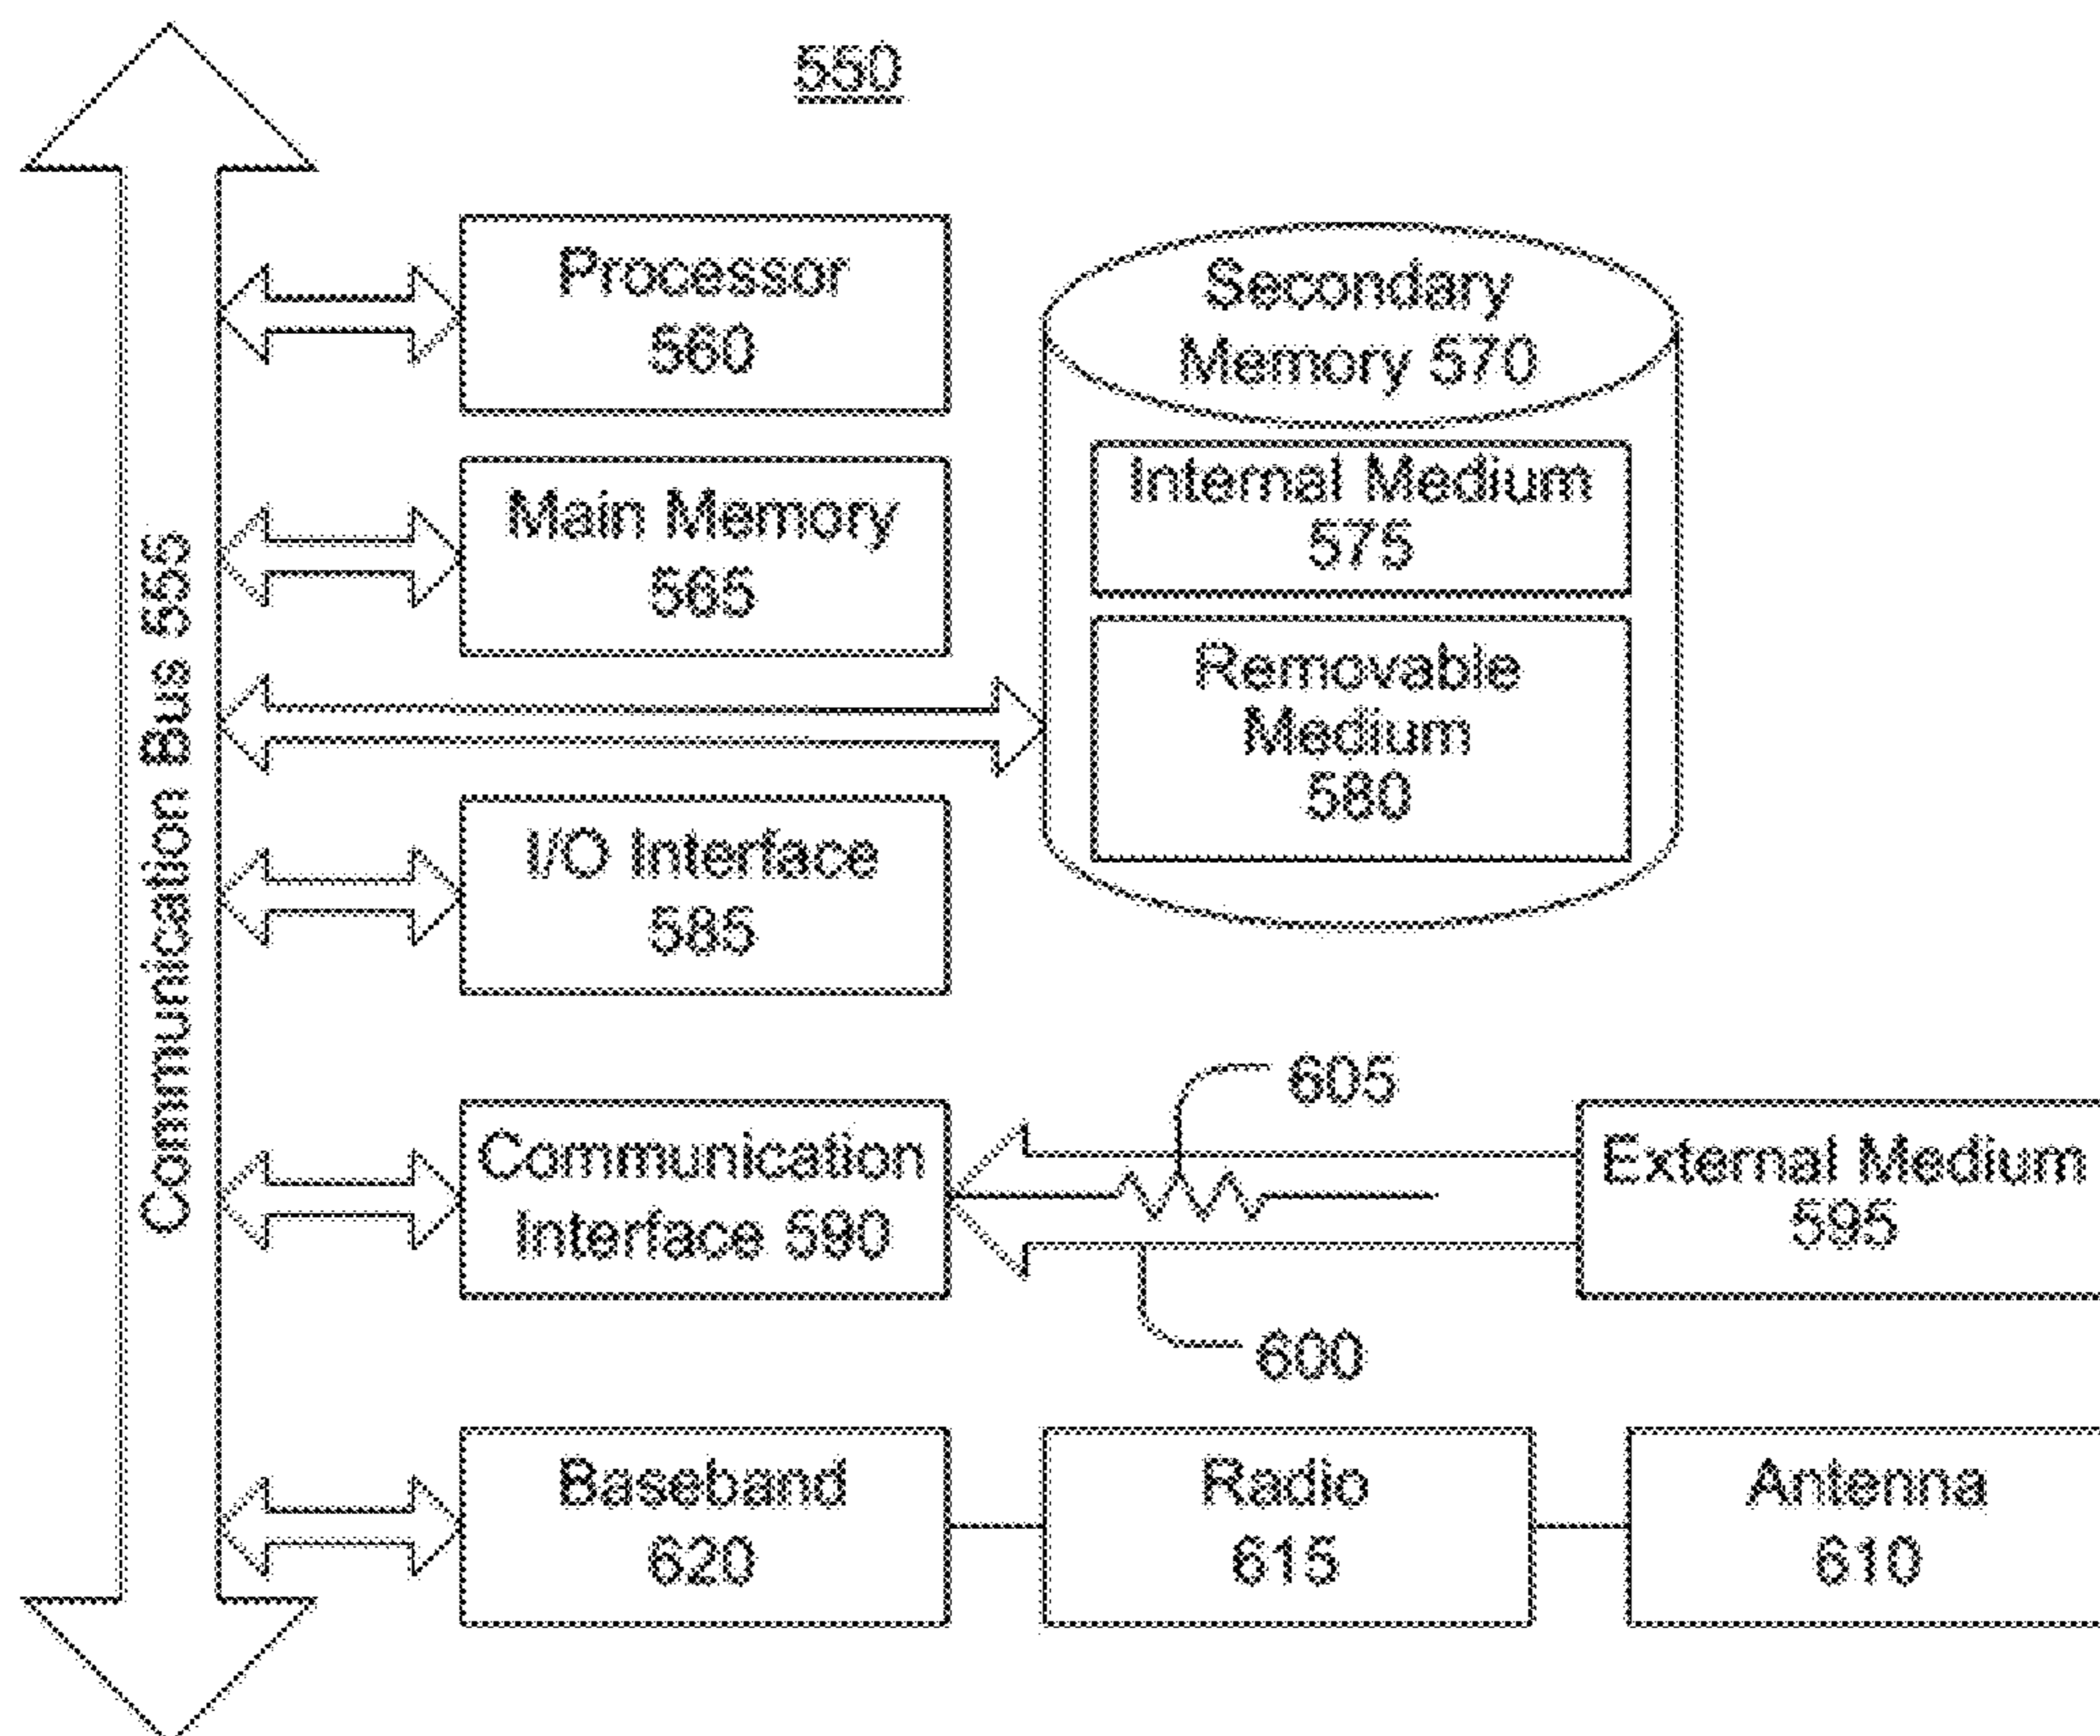 550
Communication Bus 555
Processor
560
Main Memory
565
Secondary
Memory 570
Internal Medium
575
Removable
Medium
580
I/O Interface
585
Communication
Interface 590
605
600
External Medium
595
Baseband
620
Radio
615
Antenna
610